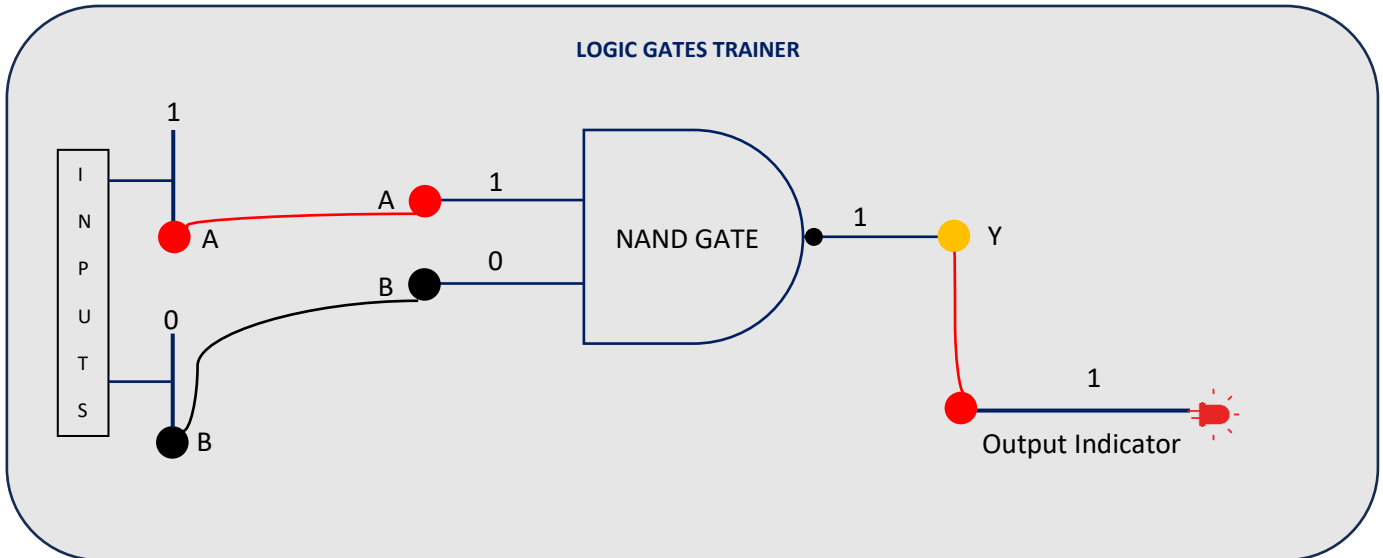 LOGIC GATES TRAINER
1
I
N
P
U
T
S
A
A
1
NAND GATE
1
Y
B
0
0
B
1
Output Indicator